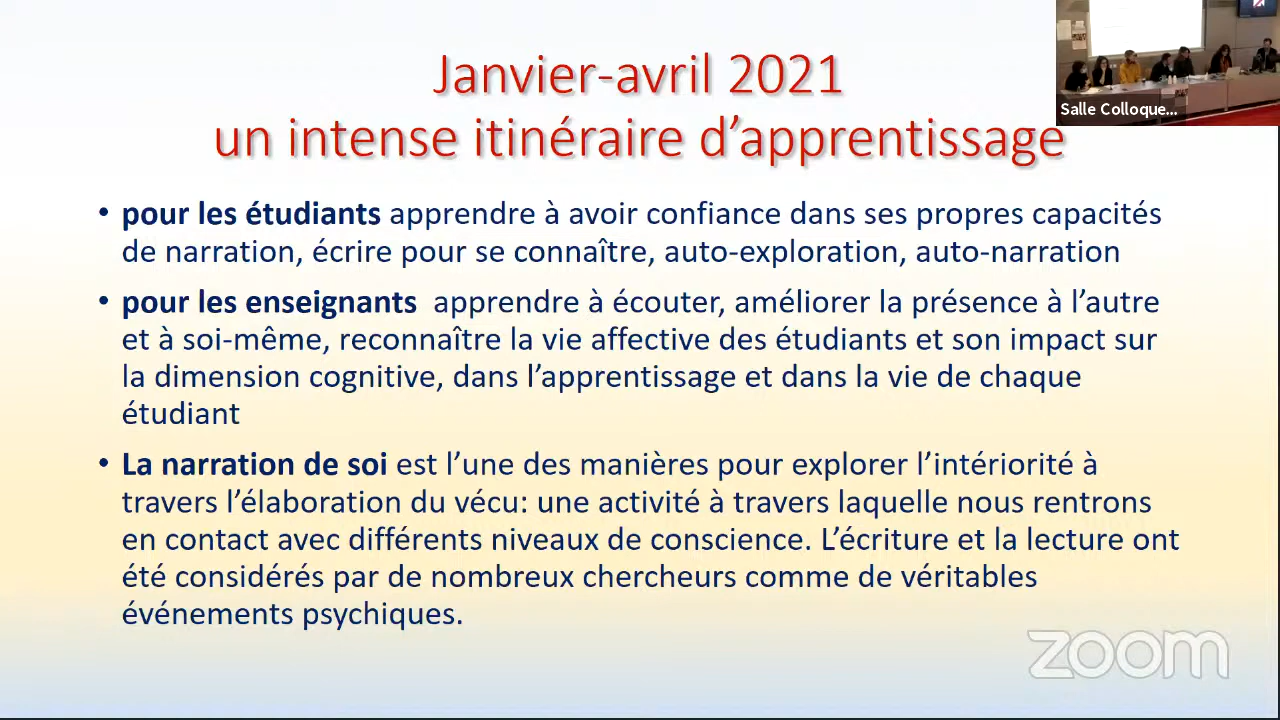 Janvier-avril 2021
un intense itinéraire d’apprentissage
Salle Colloque...
• pour les étudiants apprendre à avoir confiance dans ses propres capacités
de narration, écrire pour se connaître, auto-exploration, auto-narration
• pour les enseignants apprendre à écouter, améliorer la présence à l’autre
et à soi-même, reconnaître la vie affective des étudiants et son impact sur
la dimension cognitive, dans l’apprentissage et dans la vie de chaque
étudiant
• La narration de soi est l’une des manières pour explorer l’intériorité à
travers l’élaboration du vécu: une activité à travers laquelle nous rentrons
en contact avec différents niveaux de conscience. L’écriture et la lecture ont
été considérés par de nombreux chercheurs comme de véritables
événements psychiques.
zoom